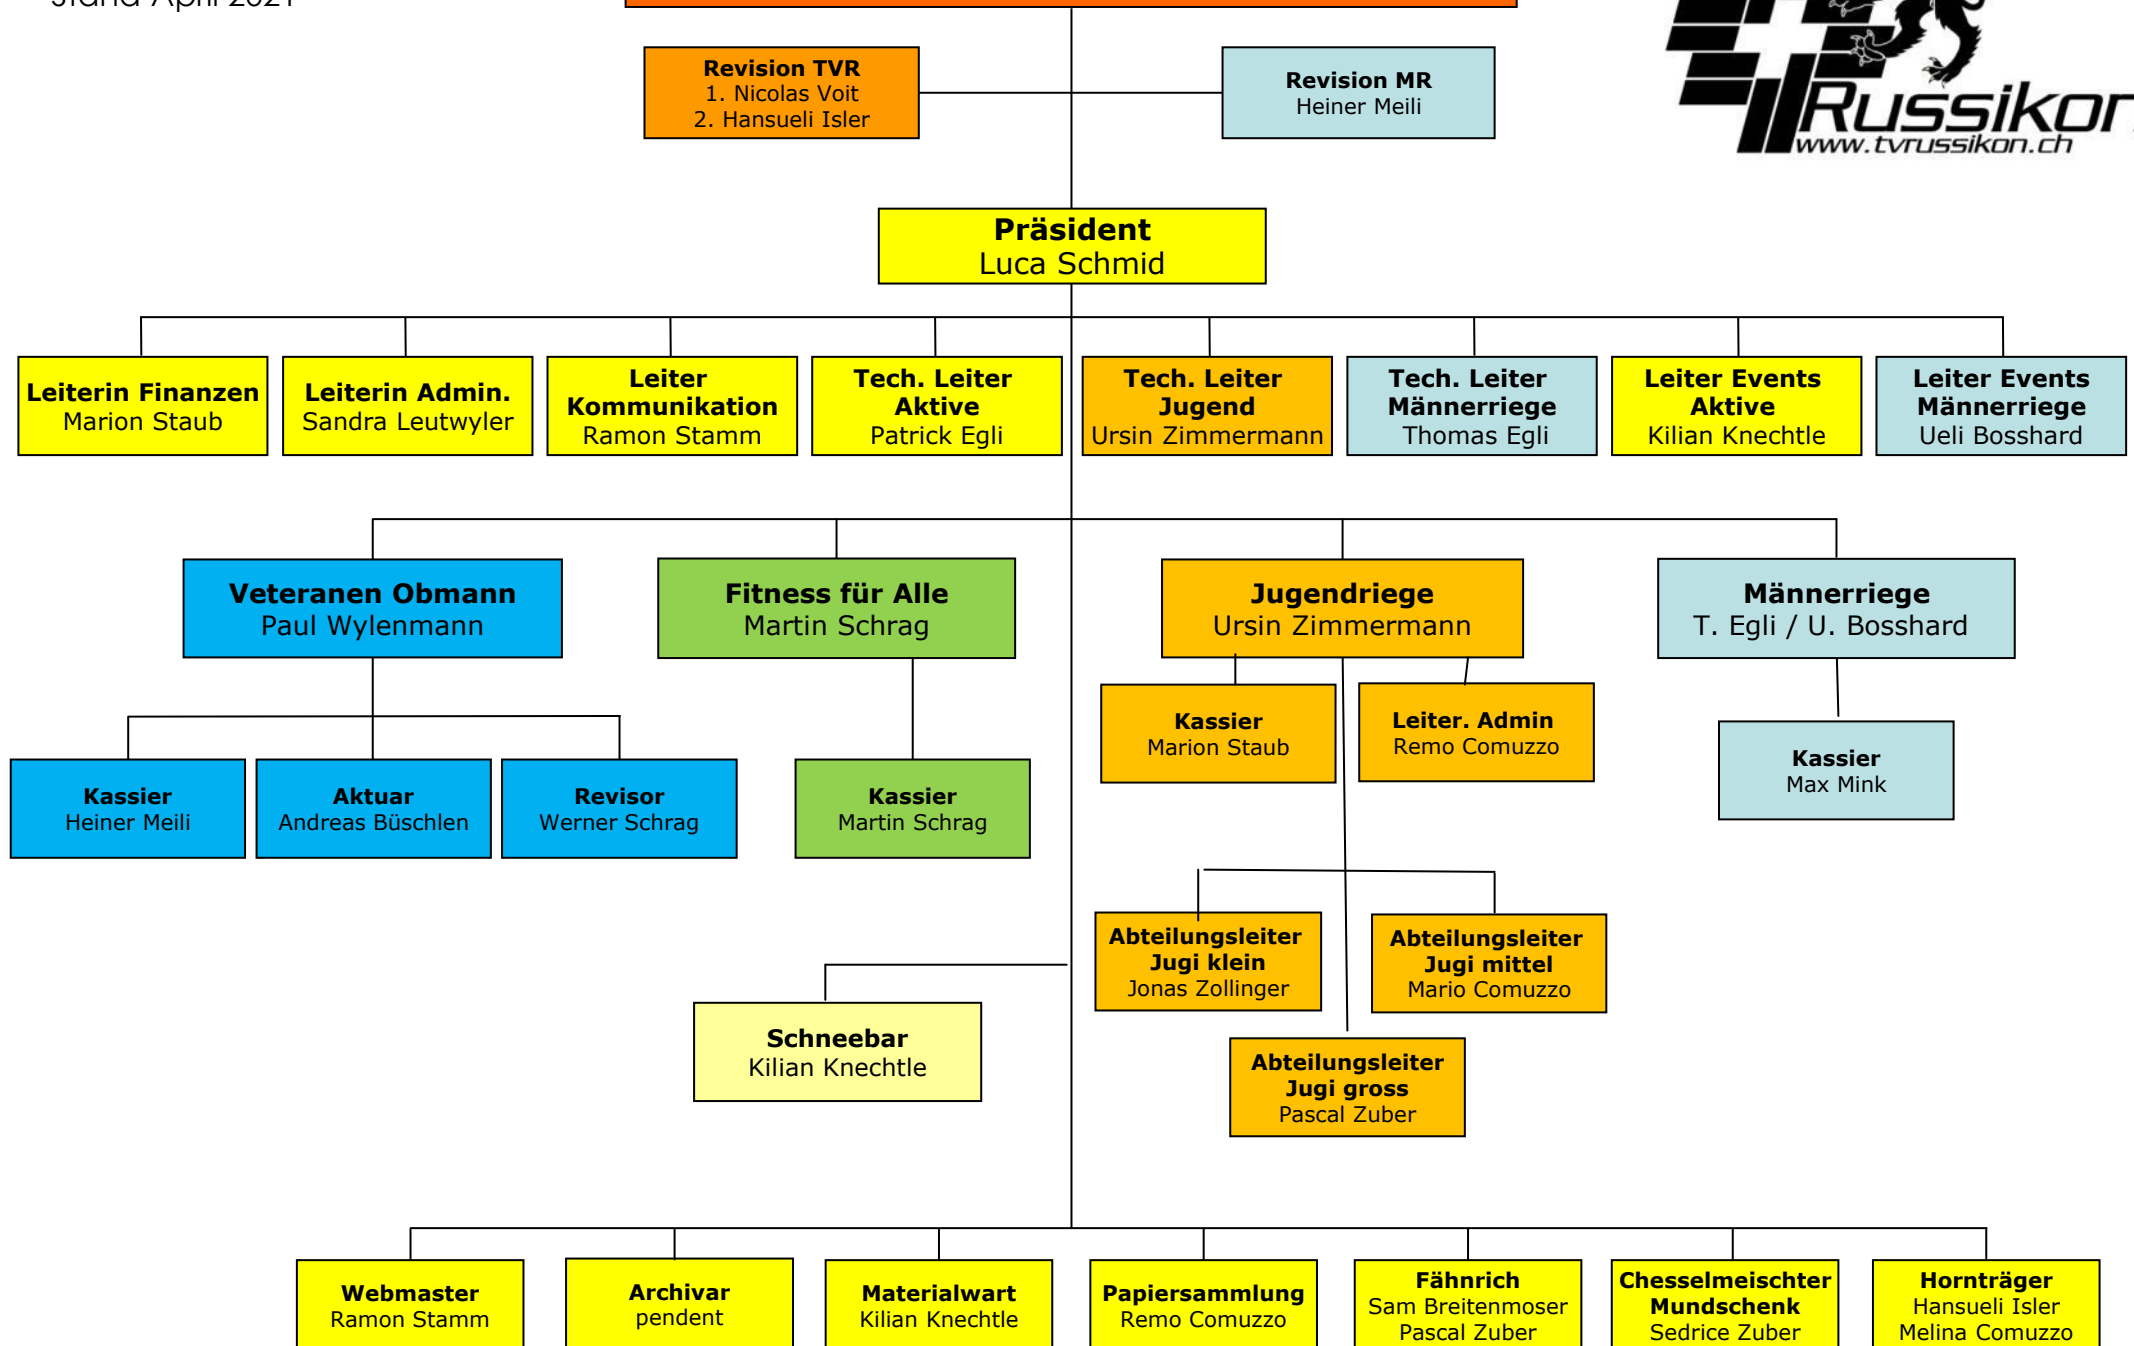 Stand April 2021
Russikon
www.tvrussikon.ch
Revision TVR
1. Nicolas Voit
2. Hansueli Isler
Revision MR
Heiner Meili
Präsident
Luca Schmid
Leiterin Finanzen
Marion Staub
Leiterin Admin.
Sandra Leutwyler
Leiter
Kommunikation
Ramon Stamm
Tech. Leiter
Aktive
Patrick Egli
Tech. Leiter
Jugend
Ursin Zimmermann
Tech. Leiter
Männerriege
Thomas Egli
Leiter Events
Aktive
Kilian Knechtle
Leiter Events
Männerriege
Ueli Bosshard
Veteranen Obmann
Paul Wylenmann
Fitness für Alle
Martin Schrag
Jugendriege
Ursin Zimmermann
Männerriege
T. Egli / U. Bosshard
Kassier
Marion Staub
Leiter. Admin
Remo Comuzzo
Kassier
Max Mink
Kassier
Heiner Meili
Aktuar
Andreas Büschlen
Revisor
Werner Schrag
Kassier
Martin Schrag
Abteilungsleiter
Jugi klein
Jonas Zollinger
Abteilungsleiter
Jugi mittel
Mario Comuzzo
Schneebar
Kilian Knechtle
Abteilungsleiter
Jugi gross
Pascal Zuber
Webmaster
Ramon Stamm
Archivar
pendent
Materialwart
Kilian Knechtle
Papiersammlung
Remo Comuzzo
Fähnrich
Sam Breitenmoser
Pascal Zuber
Chesselmeischter
Mundschenk
Sedrice Zuber
Hornträger
Hansueli Isler
Melina Comuzzo